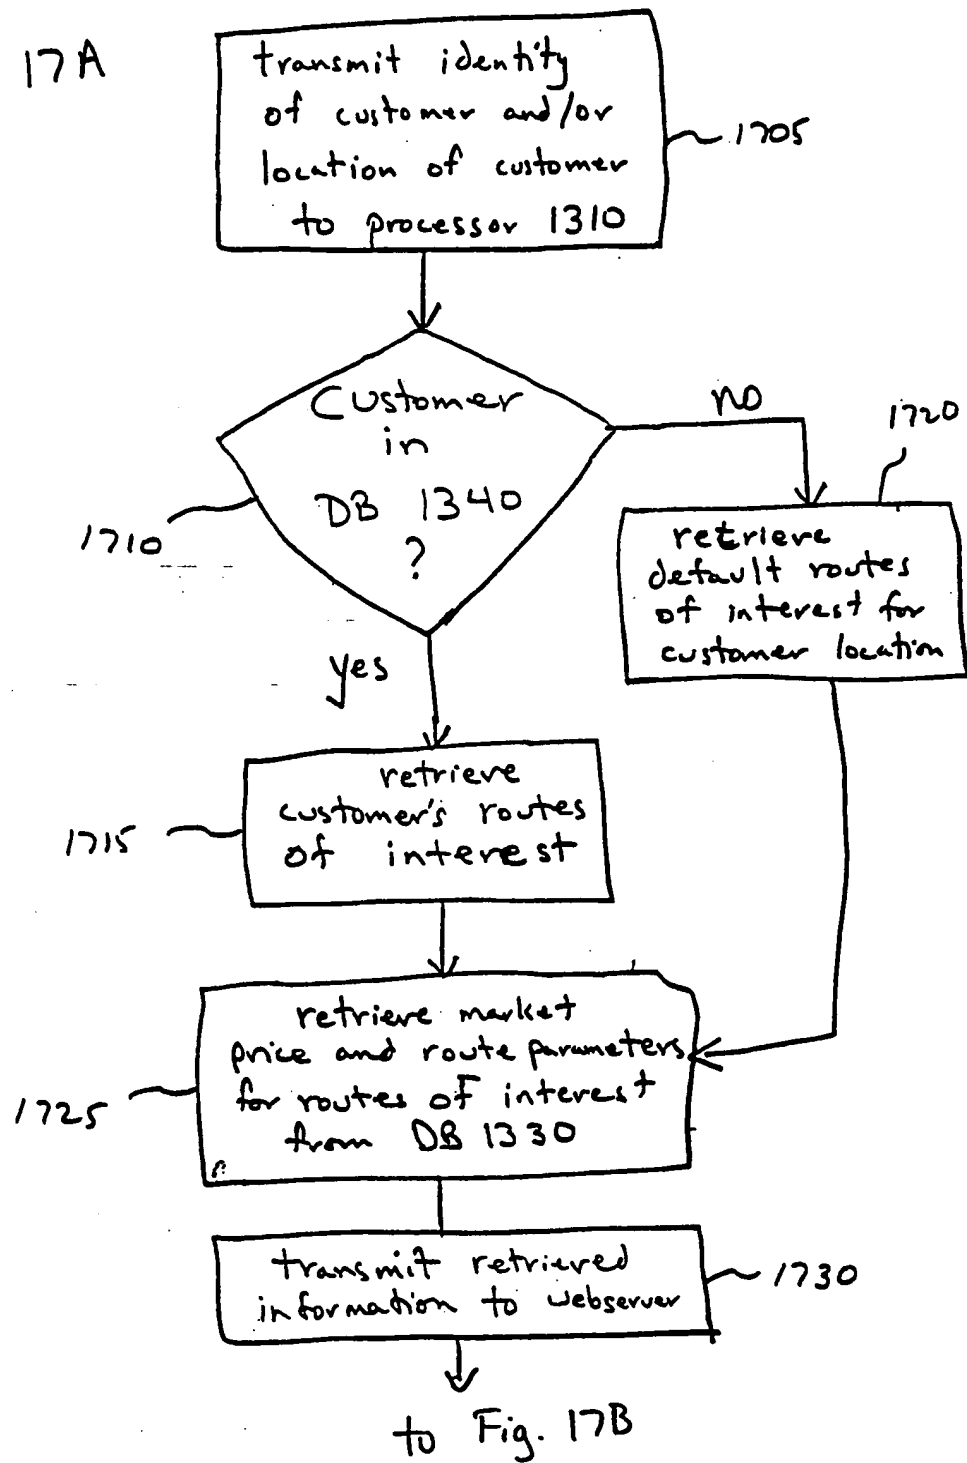 17A
transmit identity
of customer and/or
location of customer
to processor 1310
1705
Customer
in
DB 1340
?
1710
no
1720
retrieve
default routes
of interest for
customer location
yes
retrieve
customer's routes
of interest
1715
retrieve market
price and route parameters
for routes of interest
from DB 1330
1725
transmit retrieved
information to webserver
1730
to Fig. 17B